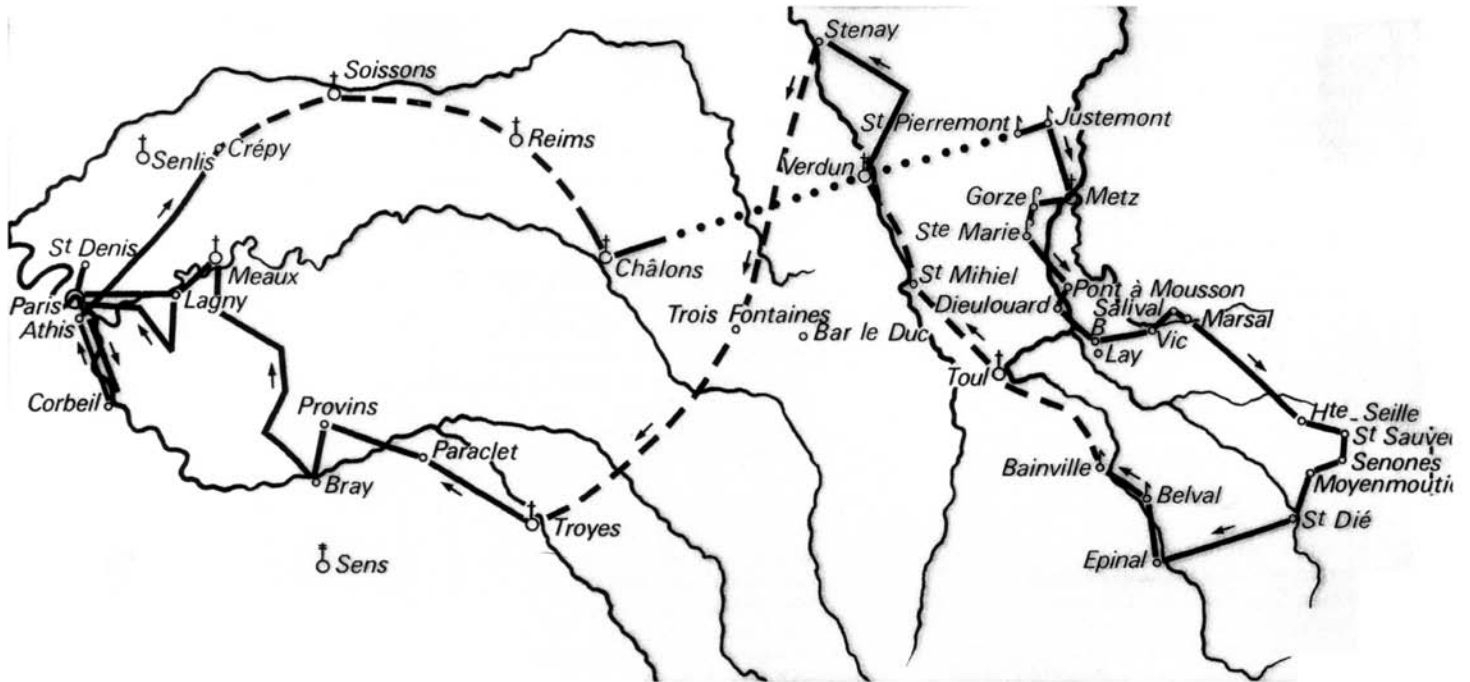 Stenay
Soissons
St Pierremont
Justemont
Reims
Senlis
Crépy
Verdun
Gorze
Metz
Ste Marie
St Denis
Meaux
Châlons
St Mihiel
Pont à Mousson
Paris
Lagny
Dieulouard
Salival
Marsal
Athis
Trois Fontaines
Bar le Duc
B
Vic
Lay
Toul
Corbeil
Provins
Hte-Seille
St Sauve
Paraclet
Bainville
Senones
Bray
Moyenmoutie
Belval
Troyes
St Dié
Sens
Epinal